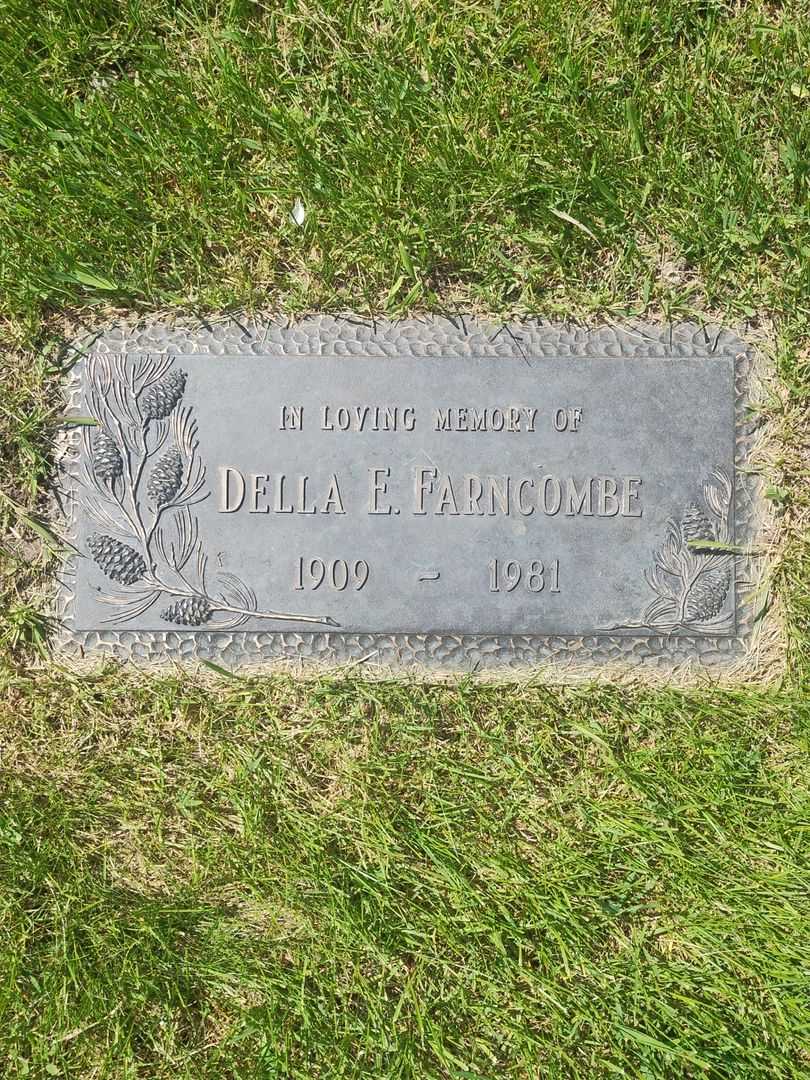 IN LOVING MEMORY OF
DELLA E. FARNCOMBE
1909 – 1981